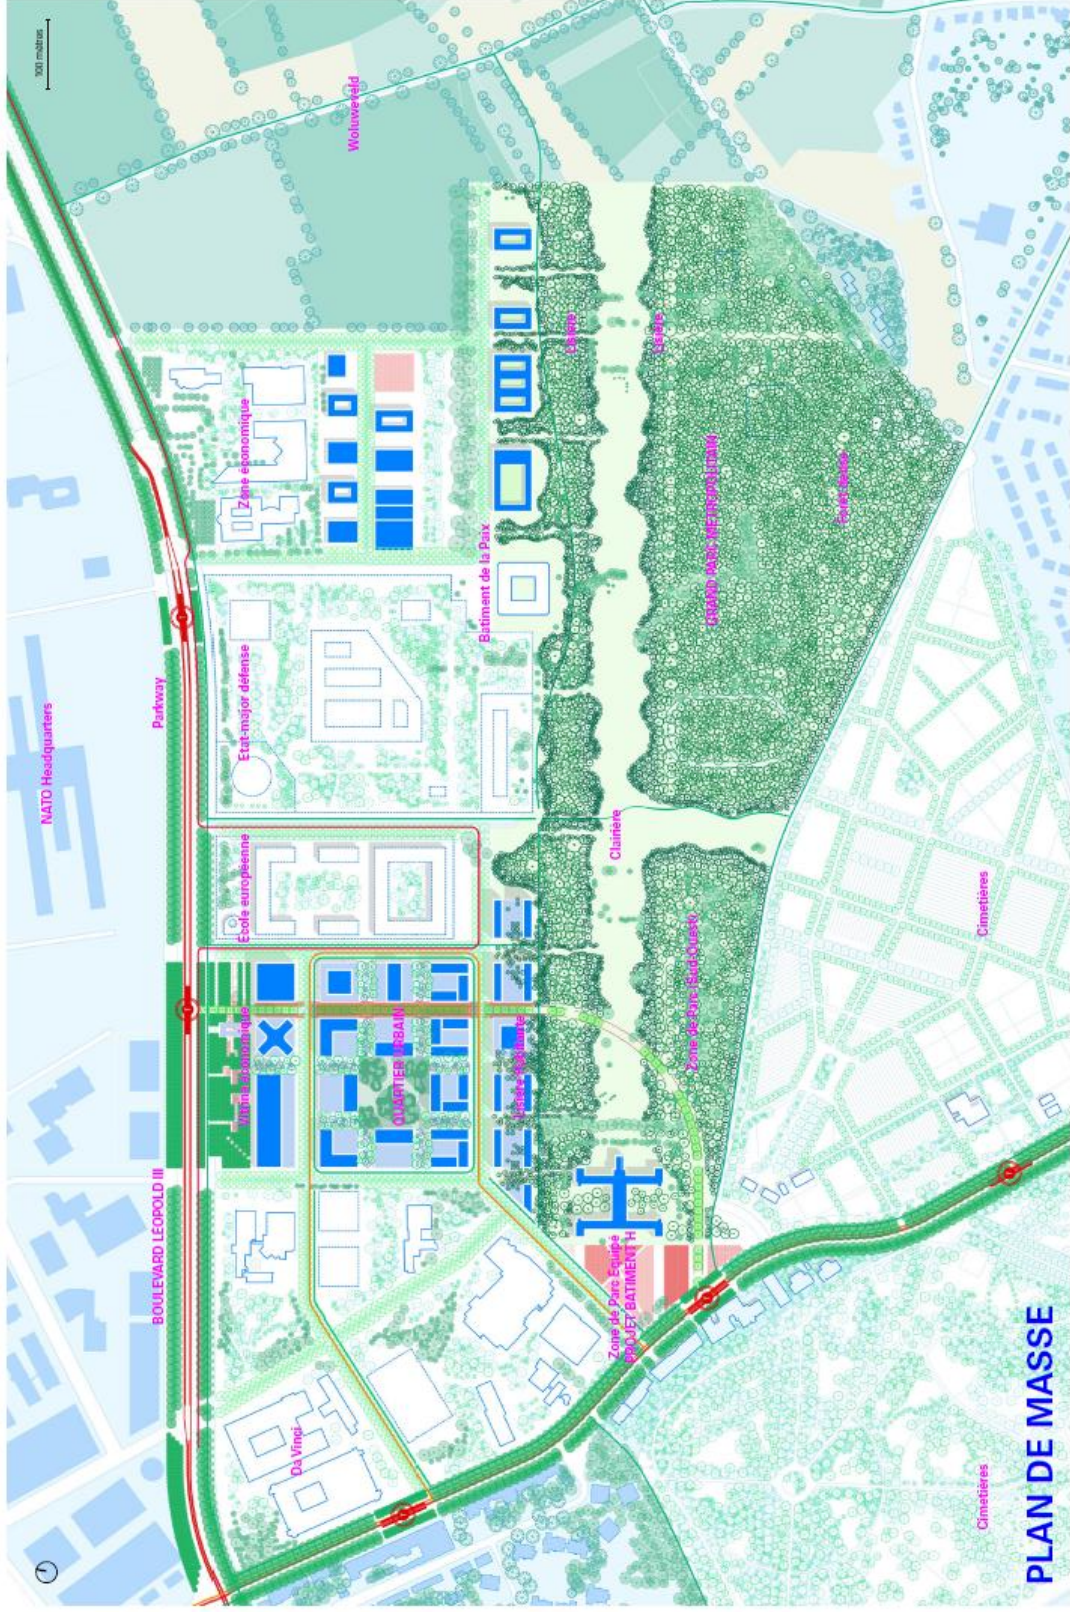 100 mètres
Woluweveld
NATO Headquarters
Parkway
BOULEVARD LEOPOLD III
Zone économique
Etat-major défense
Ecole européenne
Vitrine économique
Da Vinci
Batiment de la Paix
QUARTIER URBAIN
Lisière Habitante
Lisière
Lisière
Clairière
GRAND PARC METROPOLITAIN
Forêt dense
Zone de Parc (Sud-Ouest)
Zone de Parc Equipé
PROJET BATIMENT H
Cimetières
Cimetières
PLAN DE MASSE